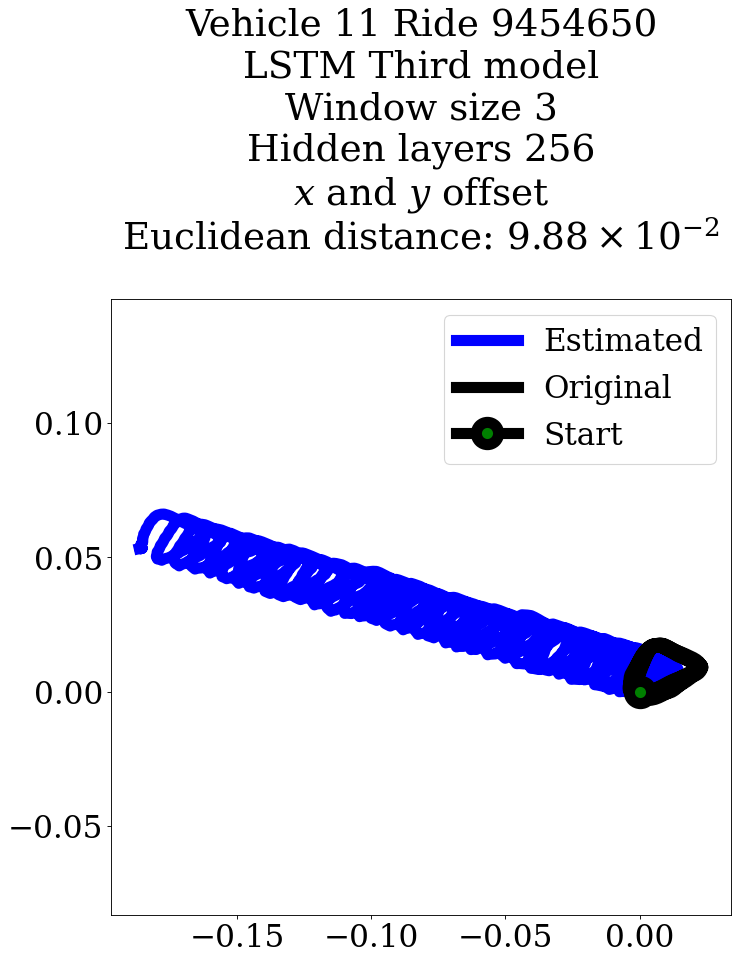 Vehicle 11 Ride 9454650
LSTM Third model
Window size 3
Hidden layers 256
x and y offset
Euclidean distance: 9.88 × 10⁻²
Estimated
Original
Start
0.10
0.05
0.00
−0.05
−0.15 −0.10 −0.05 0.00